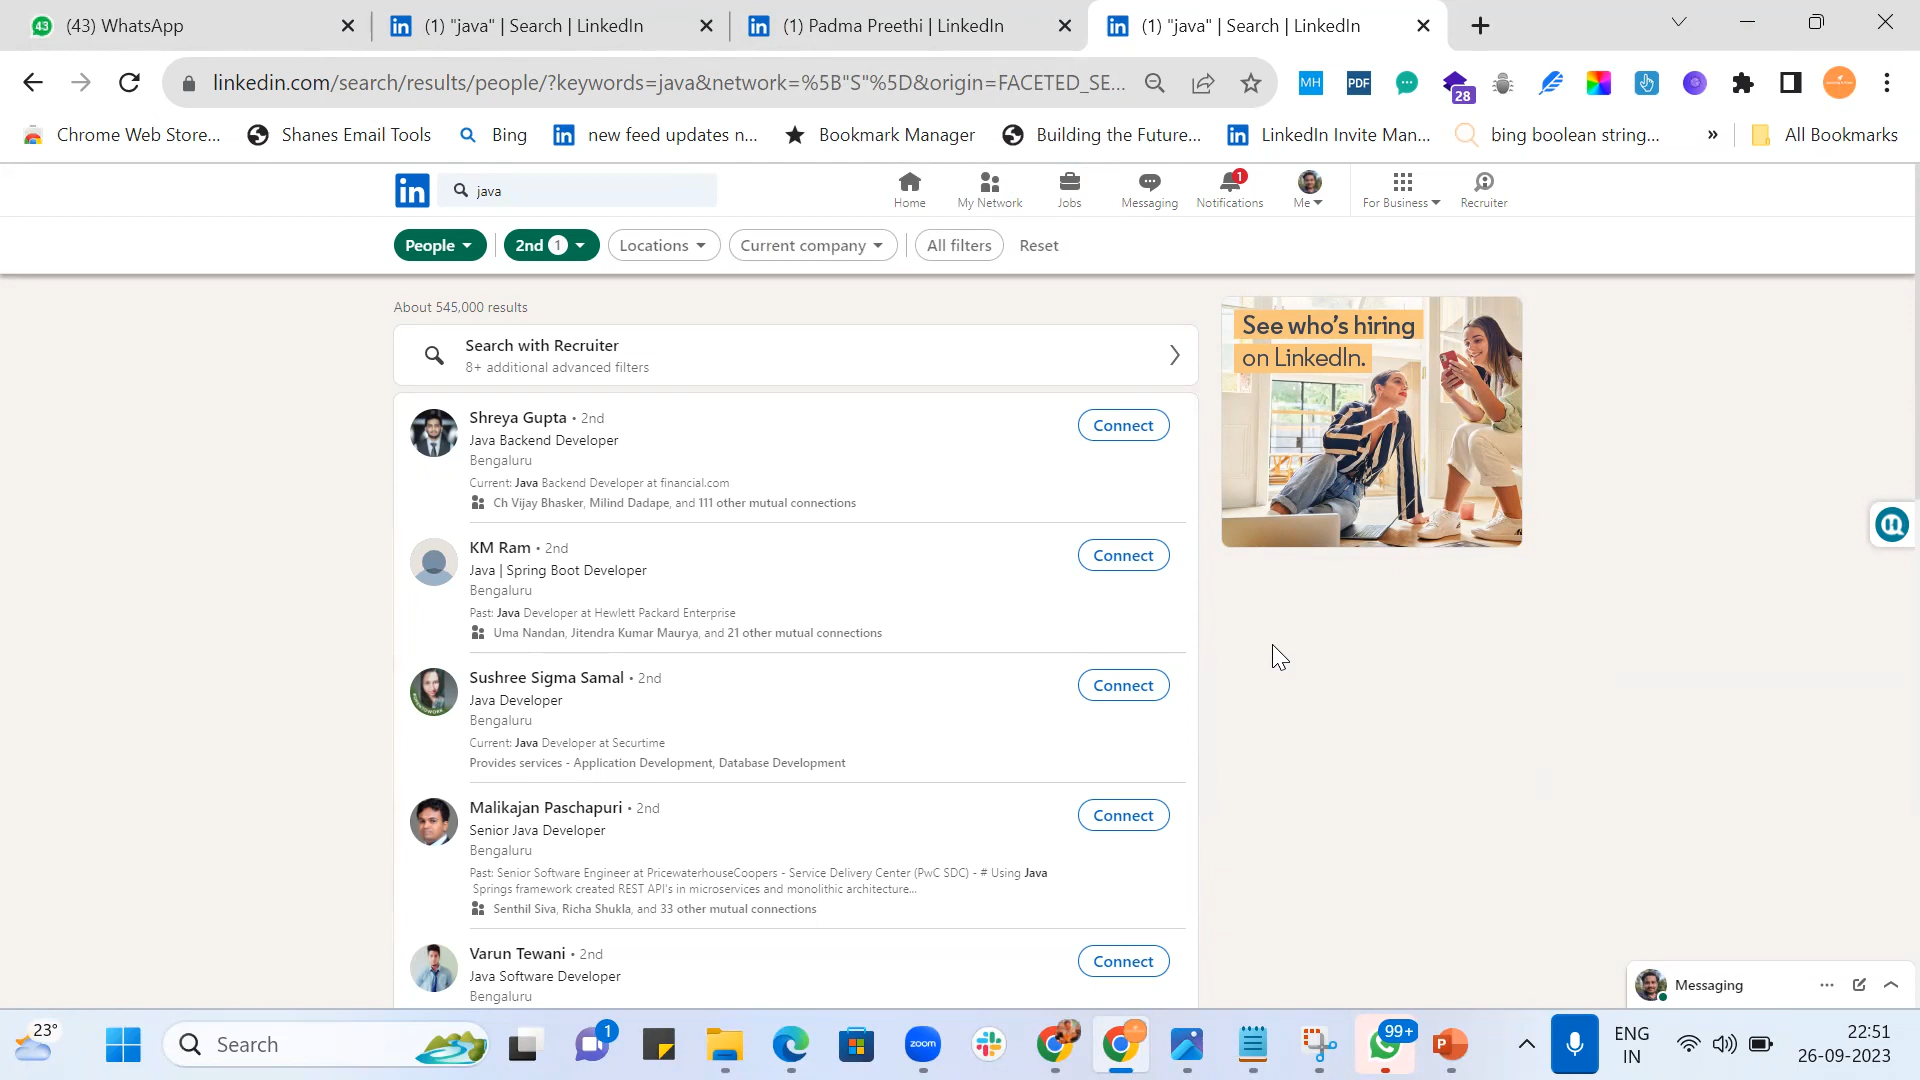 (43) WhatsApp
(1) "java" | Search | LinkedIn
(1) Padma Preethi | LinkedIn
(1) "java" | Search | LinkedIn
linkedin.com/search/results/people/?keywords=java&network=%5B"S"%5D&origin=FACETED_SE...
MH
PDF
28
Chrome Web Store...
Shanes Email Tools
Bing
new feed updates n...
Bookmark Manager
Building the Future...
LinkedIn Invite Man...
bing boolean string...
»
All Bookmarks
in
java
Home
My Network
Jobs
Messaging
1
Notifications
Me
For Business
Recruiter
People
2nd 1
Locations
Current company
All filters
Reset
About 545,000 results
Search with Recruiter
8+ additional advanced filters
Shreya Gupta • 2nd
Java Backend Developer
Bengaluru
Current: Java Backend Developer at financial.com
Ch Vijay Bhasker, Milind Dadape, and 111 other mutual connections
Connect
KM Ram • 2nd
Java | Spring Boot Developer
Bengaluru
Past: Java Developer at Hewlett Packard Enterprise
Uma Nandan, Jitendra Kumar Maurya, and 21 other mutual connections
Connect
Sushree Sigma Samal • 2nd
Java Developer
Bengaluru
Current: Java Developer at Securtime
Provides services - Application Development, Database Development
Connect
Malikajan Paschapuri • 2nd
Senior Java Developer
Bengaluru
Past: Senior Software Engineer at PricewaterhouseCoopers - Service Delivery Center (PwC SDC) - # Using Java
Springs framework created REST API's in microservices and monolithic architecture...
Senthil Siva, Richa Shukla, and 33 other mutual connections
Connect
Varun Tewani • 2nd
Java Software Developer
Bengaluru
Connect
See who's hiring
on LinkedIn.
Messaging
23°
Search
1
zoom
99+
P
ENG
IN
22:51
26-09-2023